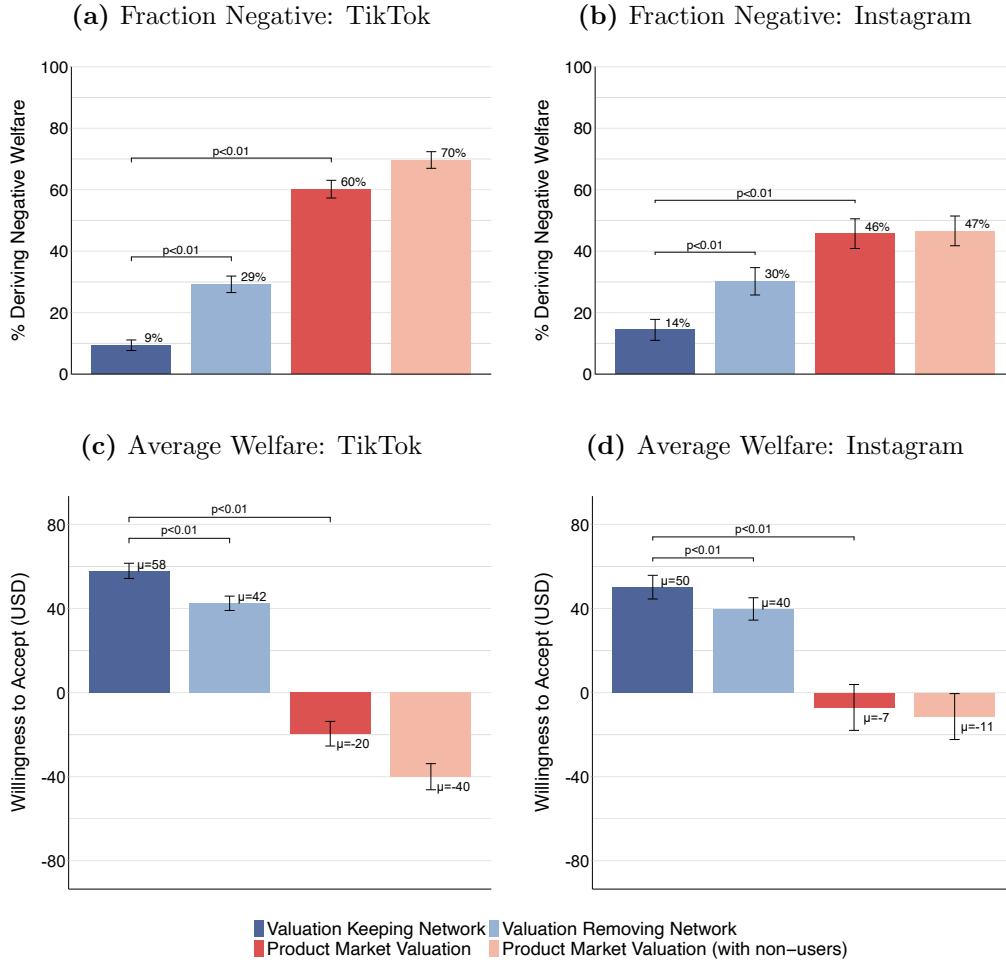 (a) Fraction Negative: TikTok
(b) Fraction Negative: Instagram
% Deriving Negative Welfare
100
80
60
40
20
0
p<0.01
p<0.01
9%
29%
60%
70%
% Deriving Negative Welfare
100
80
60
40
20
0
p<0.01
p<0.01
14%
30%
46%
47%
(c) Average Welfare: TikTok
(d) Average Welfare: Instagram
Willingness to Accept (USD)
80
40
0
-40
-80
p<0.01
p<0.01
μ=58
μ=42
μ=-20
μ=-40
Willingness to Accept (USD)
80
40
0
-40
-80
p<0.01
p<0.01
μ=50
μ=40
μ=-7
μ=-11
Valuation Keeping Network
Valuation Removing Network
Product Market Valuation
Product Market Valuation (with non−users)